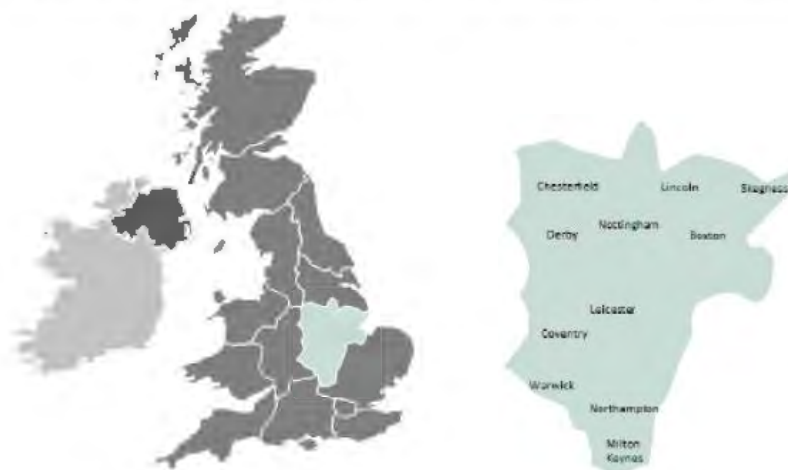 Chesterfield
Lincoln
Skegness
Nottingham
Derby
Boston
Leicester
Coventry
Warwick
Northampton
Milton
Keynes